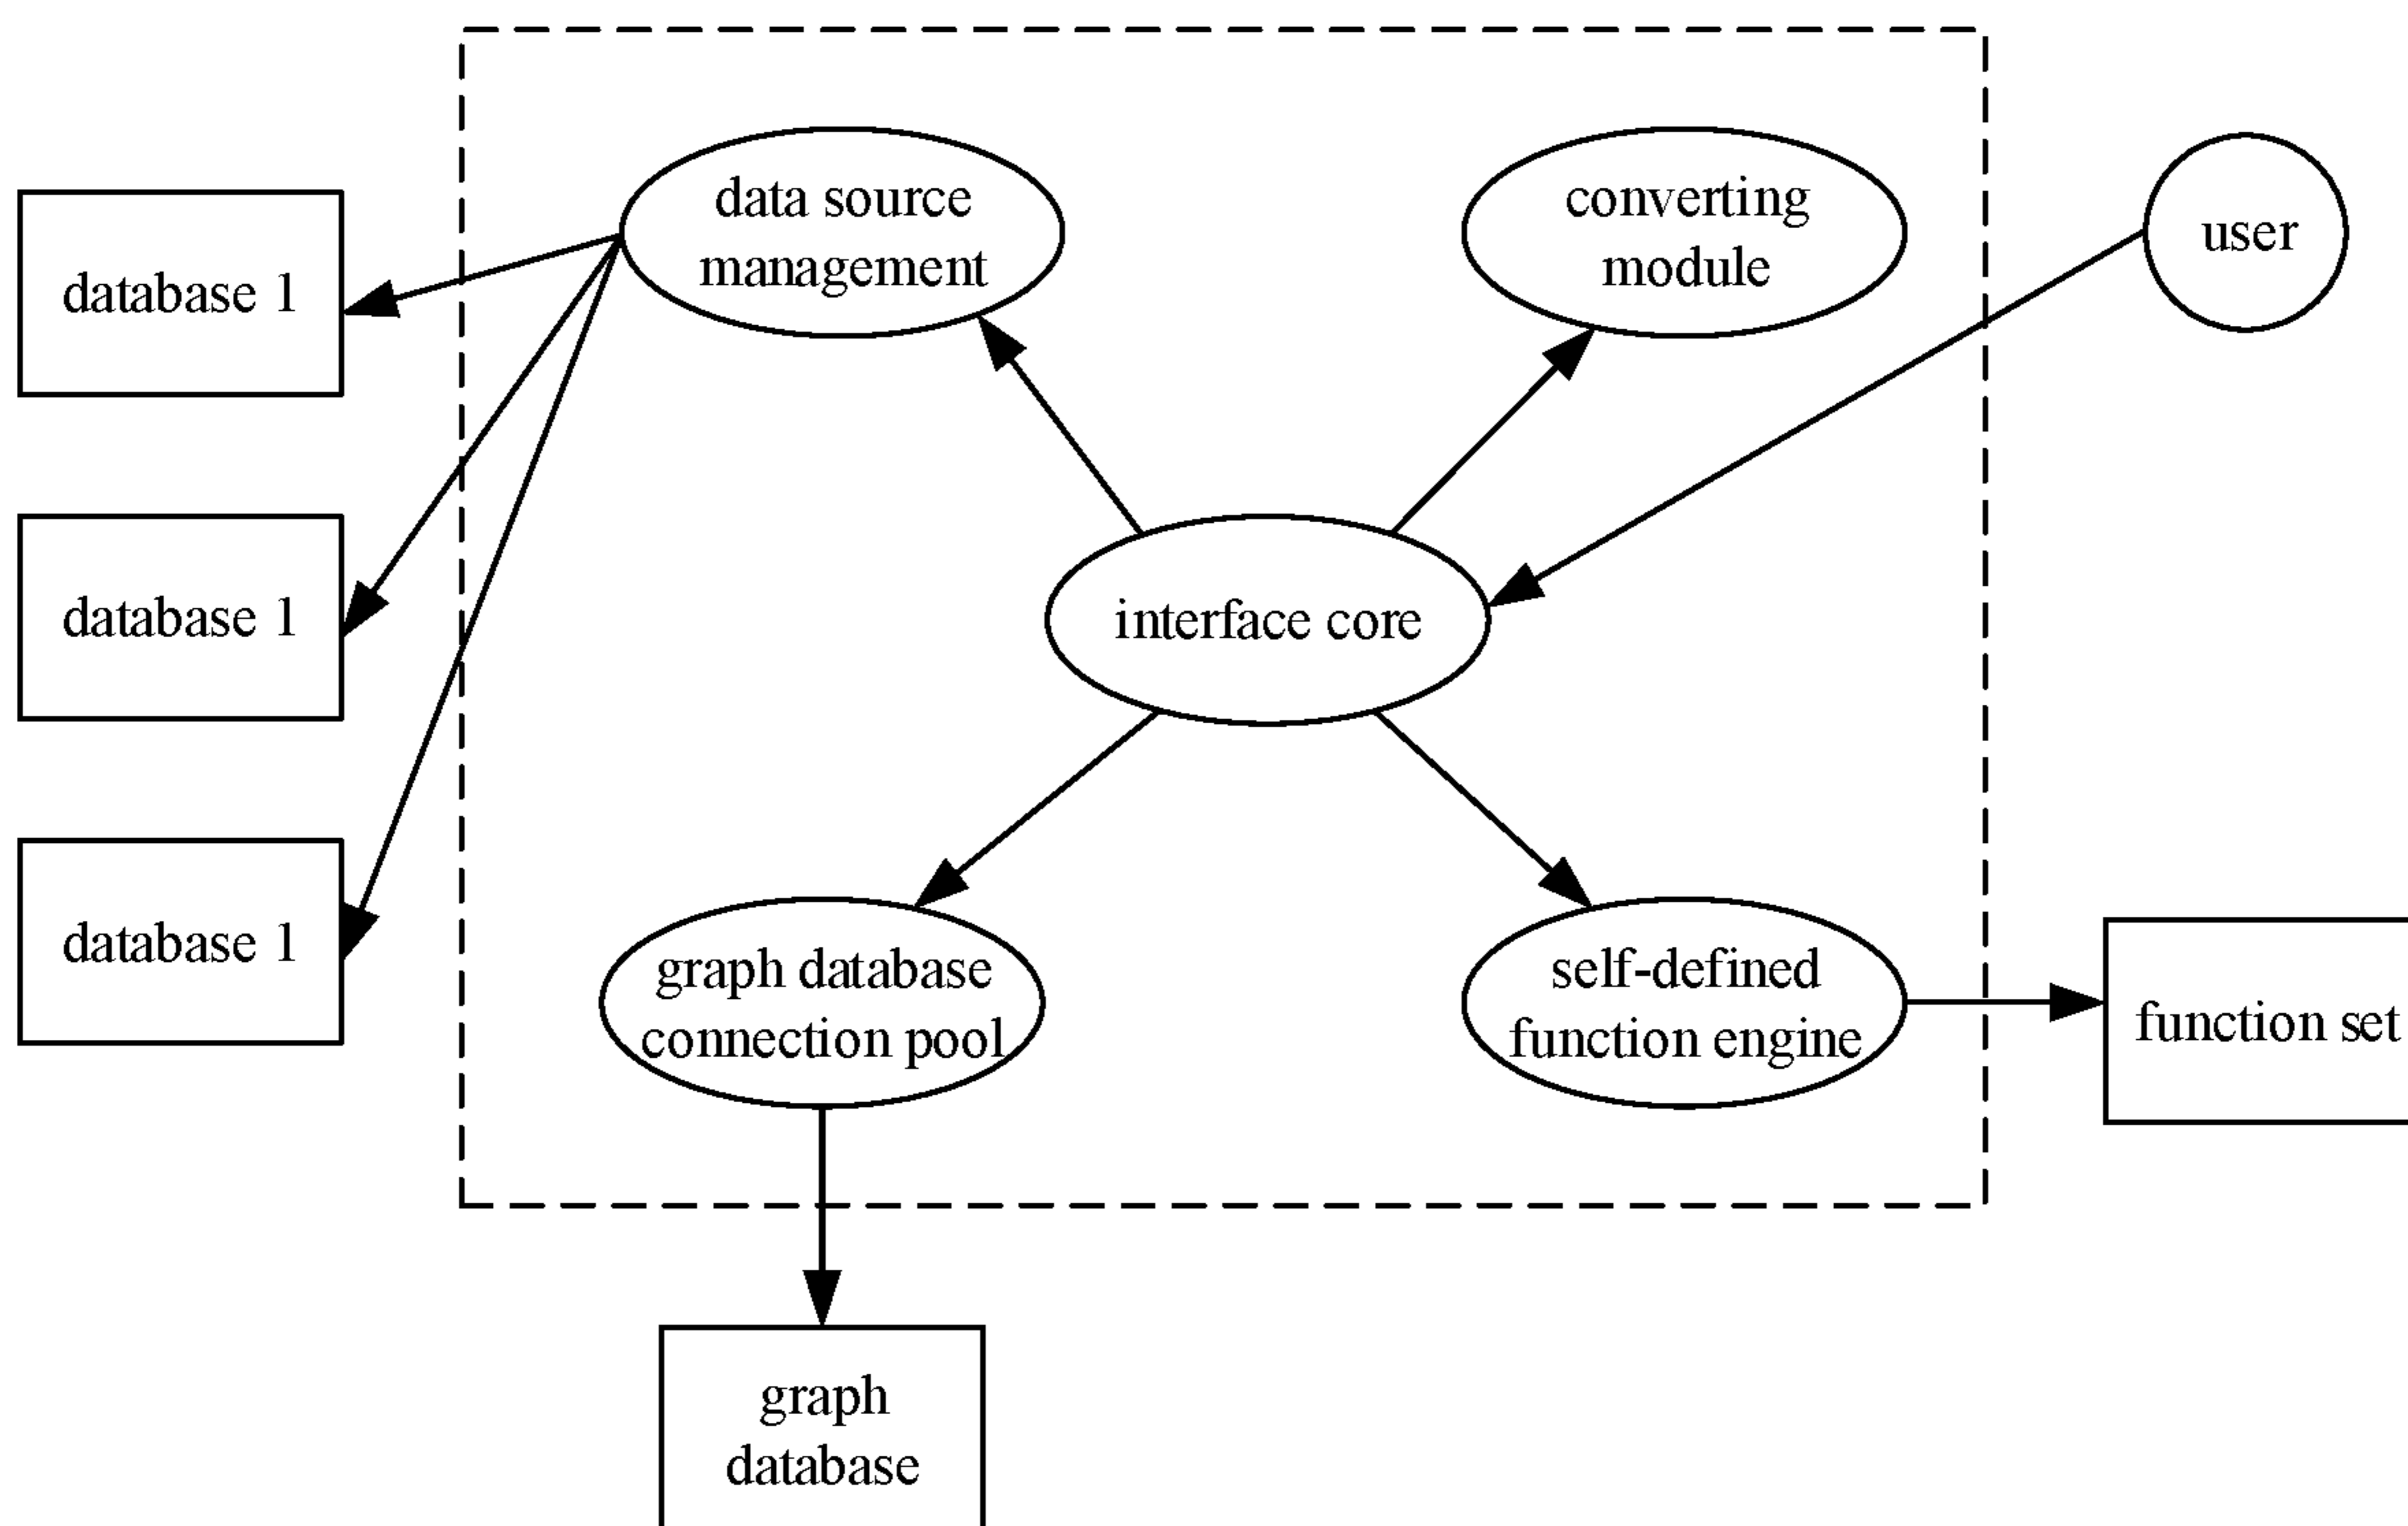 data source
management
converting
module
user
database 1
database 1
interface core
database 1
graph database
connection pool
self-defined
function engine
function set
graph
database